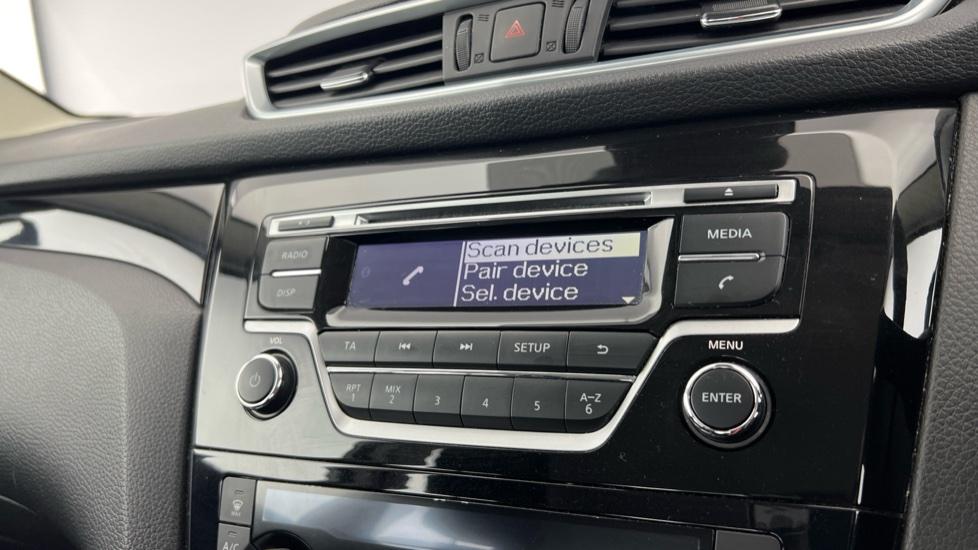 RADIO
DISP
Scan devices
Pair device
Sel. device
MEDIA
VOL
TA
SETUP
MENU
RPT
1
MIX
2
3
4
5
A–Z
6
ENTER
MAX
A/C